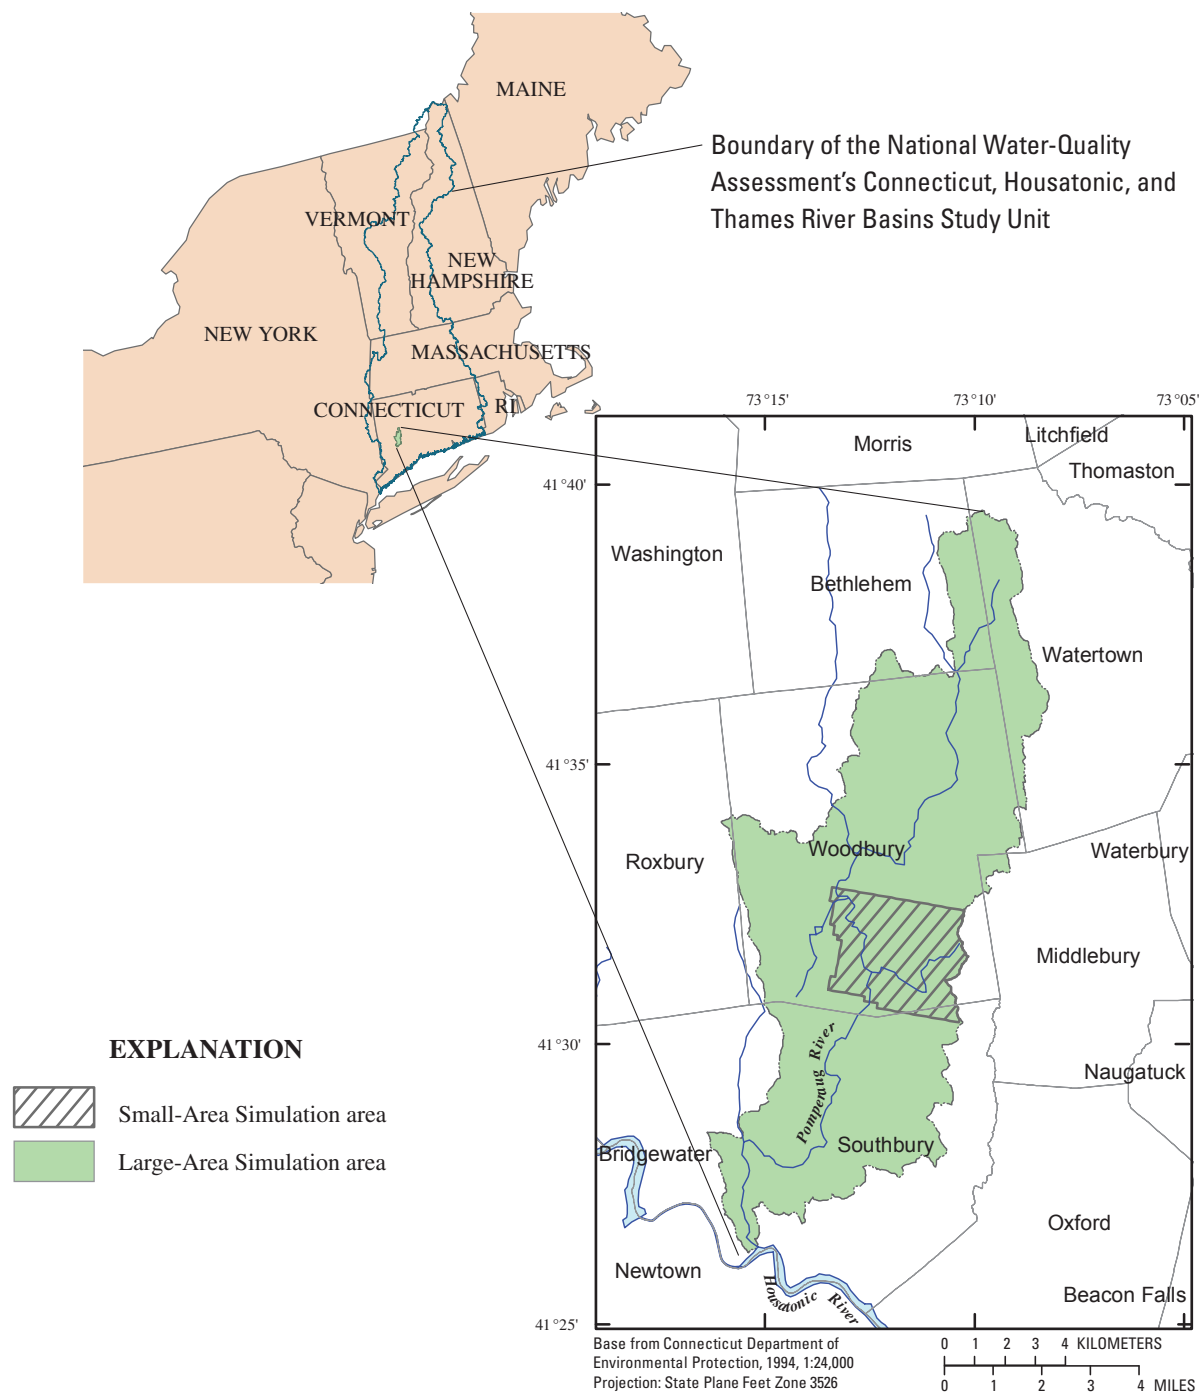 MAINE
Boundary of the National Water-Quality
Assessment's Connecticut, Housatonic, and
Thames River Basins Study Unit
VERMONT
NEW
HAMPSHIRE
NEW YORK
MASSACHUSETTS
CONNECTICUT
RI
73 15'
73 10'
73 05'
Morris
Litchfield
Thomaston
41°40'
Washington
Bethlehem
Watertown
41°35'
Woodbury
Roxbury
Waterbury
Middlebury
41°30'
Pomperaug River
Naugatuck
Southbury
Bridgewater
Oxford
Newtown
Housatonic River
Beacon Falls
41°25'
EXPLANATION
Small-Area Simulation area
Large-Area Simulation area
Base from Connecticut Department of
Environmental Protection, 1994, 1:24,000
Projection: State Plane Feet Zone 3526
0 1 2 3 4 KILOMETERS
0 1 2 3 4 MILES